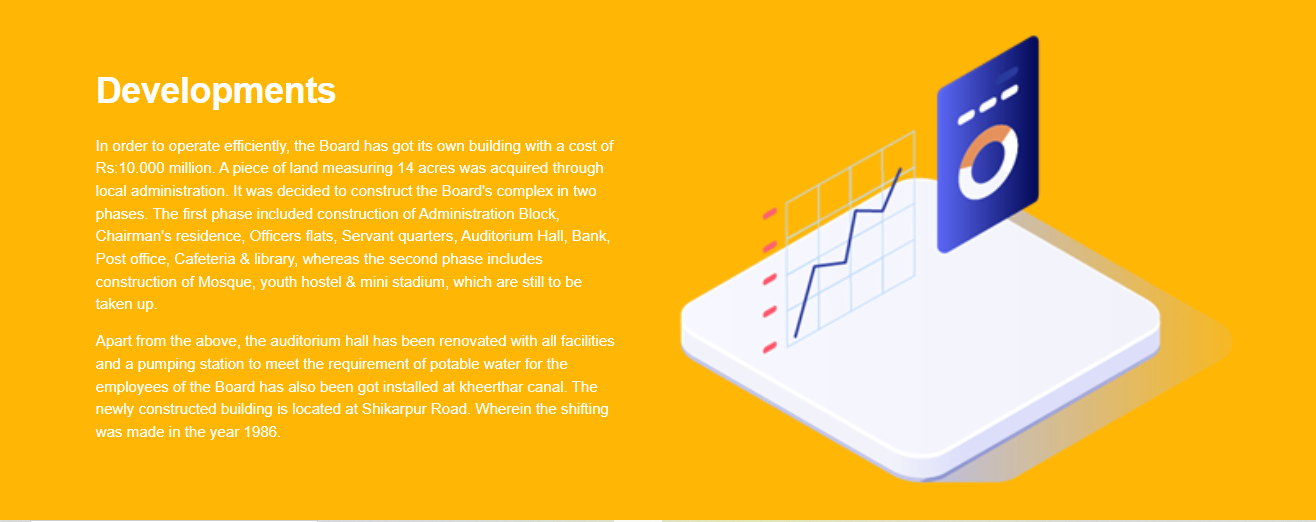 Developments
In order to operate efficiently, the Board has got its own building with a cost of
Rs:10.000 million. A piece of land measuring 14 acres was acquired through
local administration. It was decided to construct the Board's complex in two
phases. The first phase included construction of Administration Block,
Chairman's residence, Officers flats, Servant quarters, Auditorium Hall, Bank,
Post office, Cafeteria & library, whereas the second phase includes
construction of Mosque, youth hostel & mini stadium, which are still to be
taken up.
Apart from the above, the auditorium hall has been renovated with all facilities
and a pumping station to meet the requirement of potable water for the
employees of the Board has also been got installed at kheerthar canal. The
newly constructed building is located at Shikarpur Road. Wherein the shifting
was made in the year 1986.